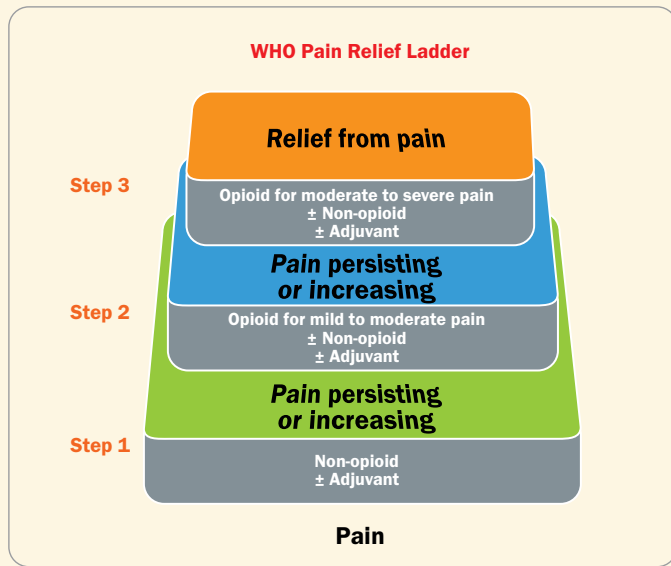 WHO Pain Relief Ladder
Relief from pain
Step 3
Opioid for moderate to severe pain
± Non-opioid
± Adjuvant
Pain persisting
or increasing
Step 2
Opioid for mild to moderate pain
± Non-opioid
± Adjuvant
Pain persisting
or increasing
Step 1
Non-opioid
± Adjuvant
Pain